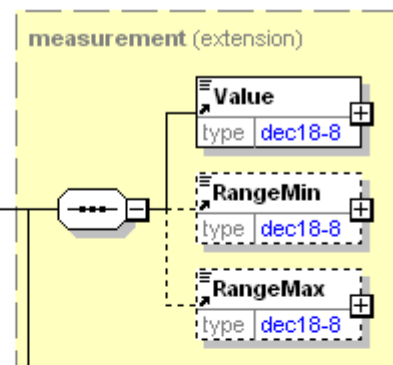 measurement (extension)
Value
type dec18-8
RangeMin
type dec18-8
RangeMax
type dec18-8